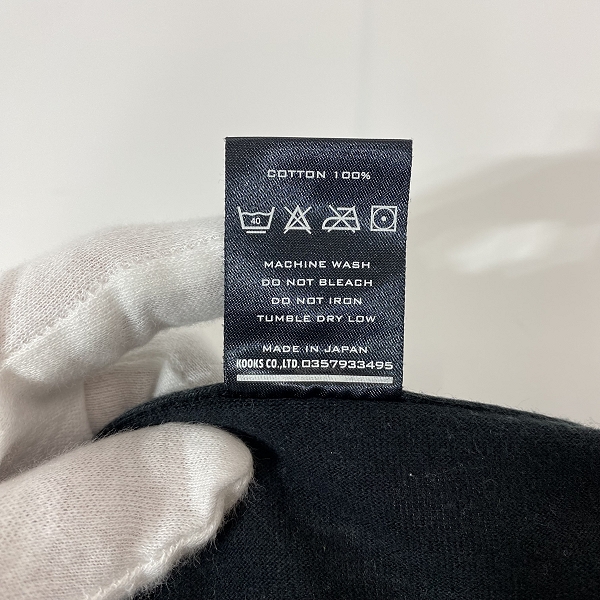 COTTON 100%
40
MACHINE WASH
DO NOT BLEACH
DO NOT IRON
TUMBLE DRY LOW
MADE IN JAPAN
KOOKS CO.,LTD. 0357933495